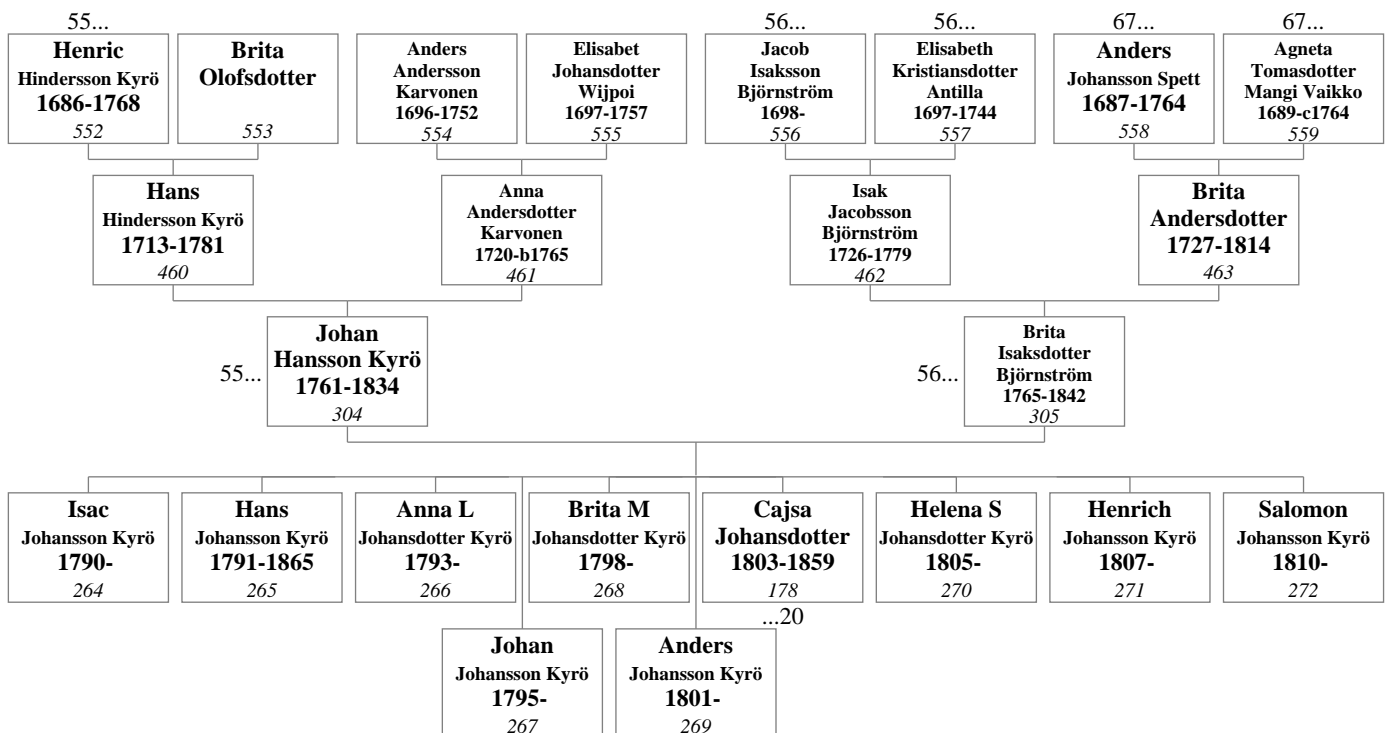 55...
56...
56...
67...
67...
Henric
Hindersson Kyrö
1686-1768
552
Brita
Olofsdotter
553
Anders
Andersson
Karvonen
1696-1752
554
Elisabet
Johansdotter
Wijpoi
1697-1757
555
Jacob
Isaksson
Björnström
1698-
556
Elisabeth
Kristiansdotter
Antilla
1697-1744
557
Anders
Johansson Spett
1687-1764
558
Agneta
Tomasdotter
Mangi Vaikko
1689-c1764
559
Hans
Hindersson Kyrö
1713-1781
460
Anna
Andersdotter
Karvonen
1720-b1765
461
Isak
Jacobsson
Björnström
1726-1779
462
Brita
Andersdotter
1727-1814
463
55...
Johan
Hansson Kyrö
1761-1834
304
56...
Brita
Isaksdotter
Björnström
1765-1842
305
Isac
Johansson Kyrö
1790-
264
Hans
Johansson Kyrö
1791-1865
265
Anna L
Johansdotter Kyrö
1793-
266
Brita M
Johansdotter Kyrö
1798-
268
Cajsa
Johansdotter
1803-1859
178
...20
Helena S
Johansdotter Kyrö
1805-
270
Henrich
Johansson Kyrö
1807-
271
Salomon
Johansson Kyrö
1810-
272
Johan
Johansson Kyrö
1795-
267
Anders
Johansson Kyrö
1801-
269